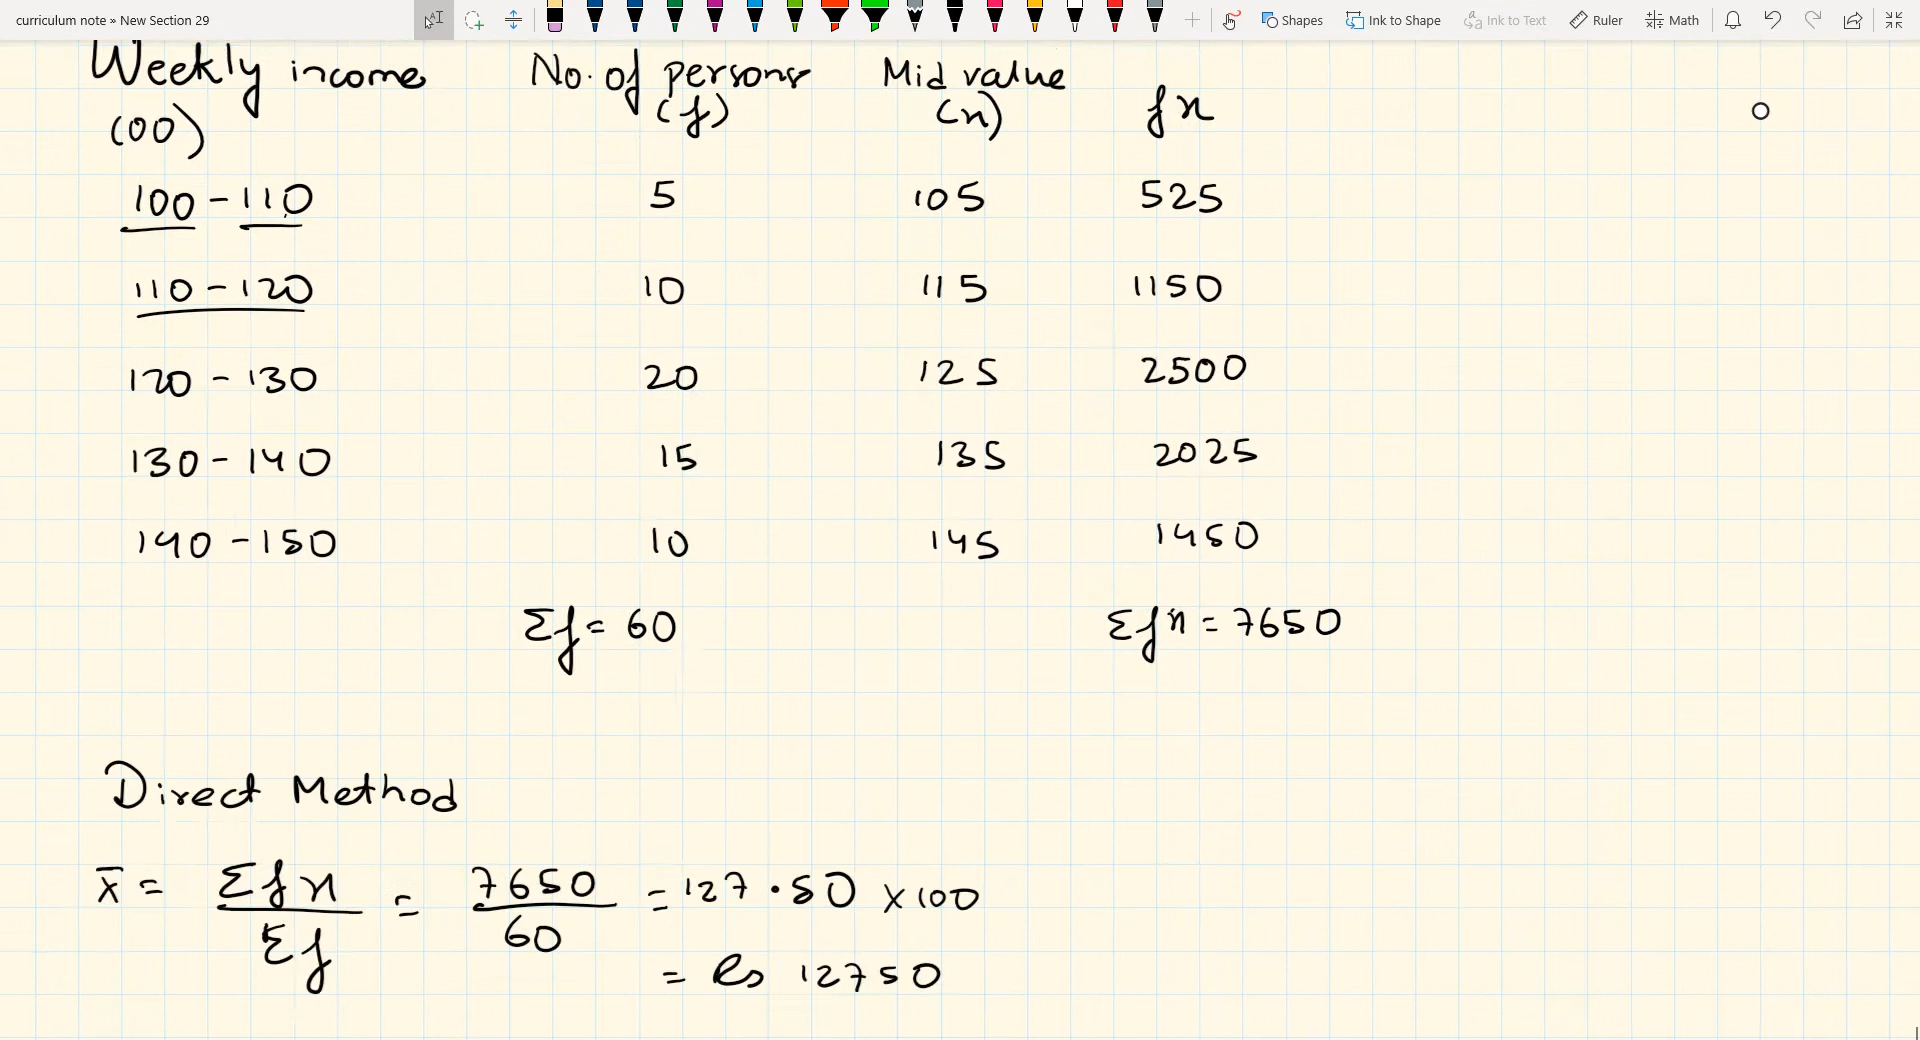 curriculum note » New Section 29
Shapes Ink to Shape Ink to Text Ruler Math
Weekly income No. of persons Mid value
(00) (f) (x) fx
100 - 110 5 105 525
110 - 120 10 115 1150
120 - 130 20 125 2500
130 - 140 15 135 2025
140 - 150 10 145 1450
Σf = 60 Σfx = 7650
Direct Method
x̄ = Σfx / Σf = 7650 / 60 = 127.50 × 100
= Rs 12750